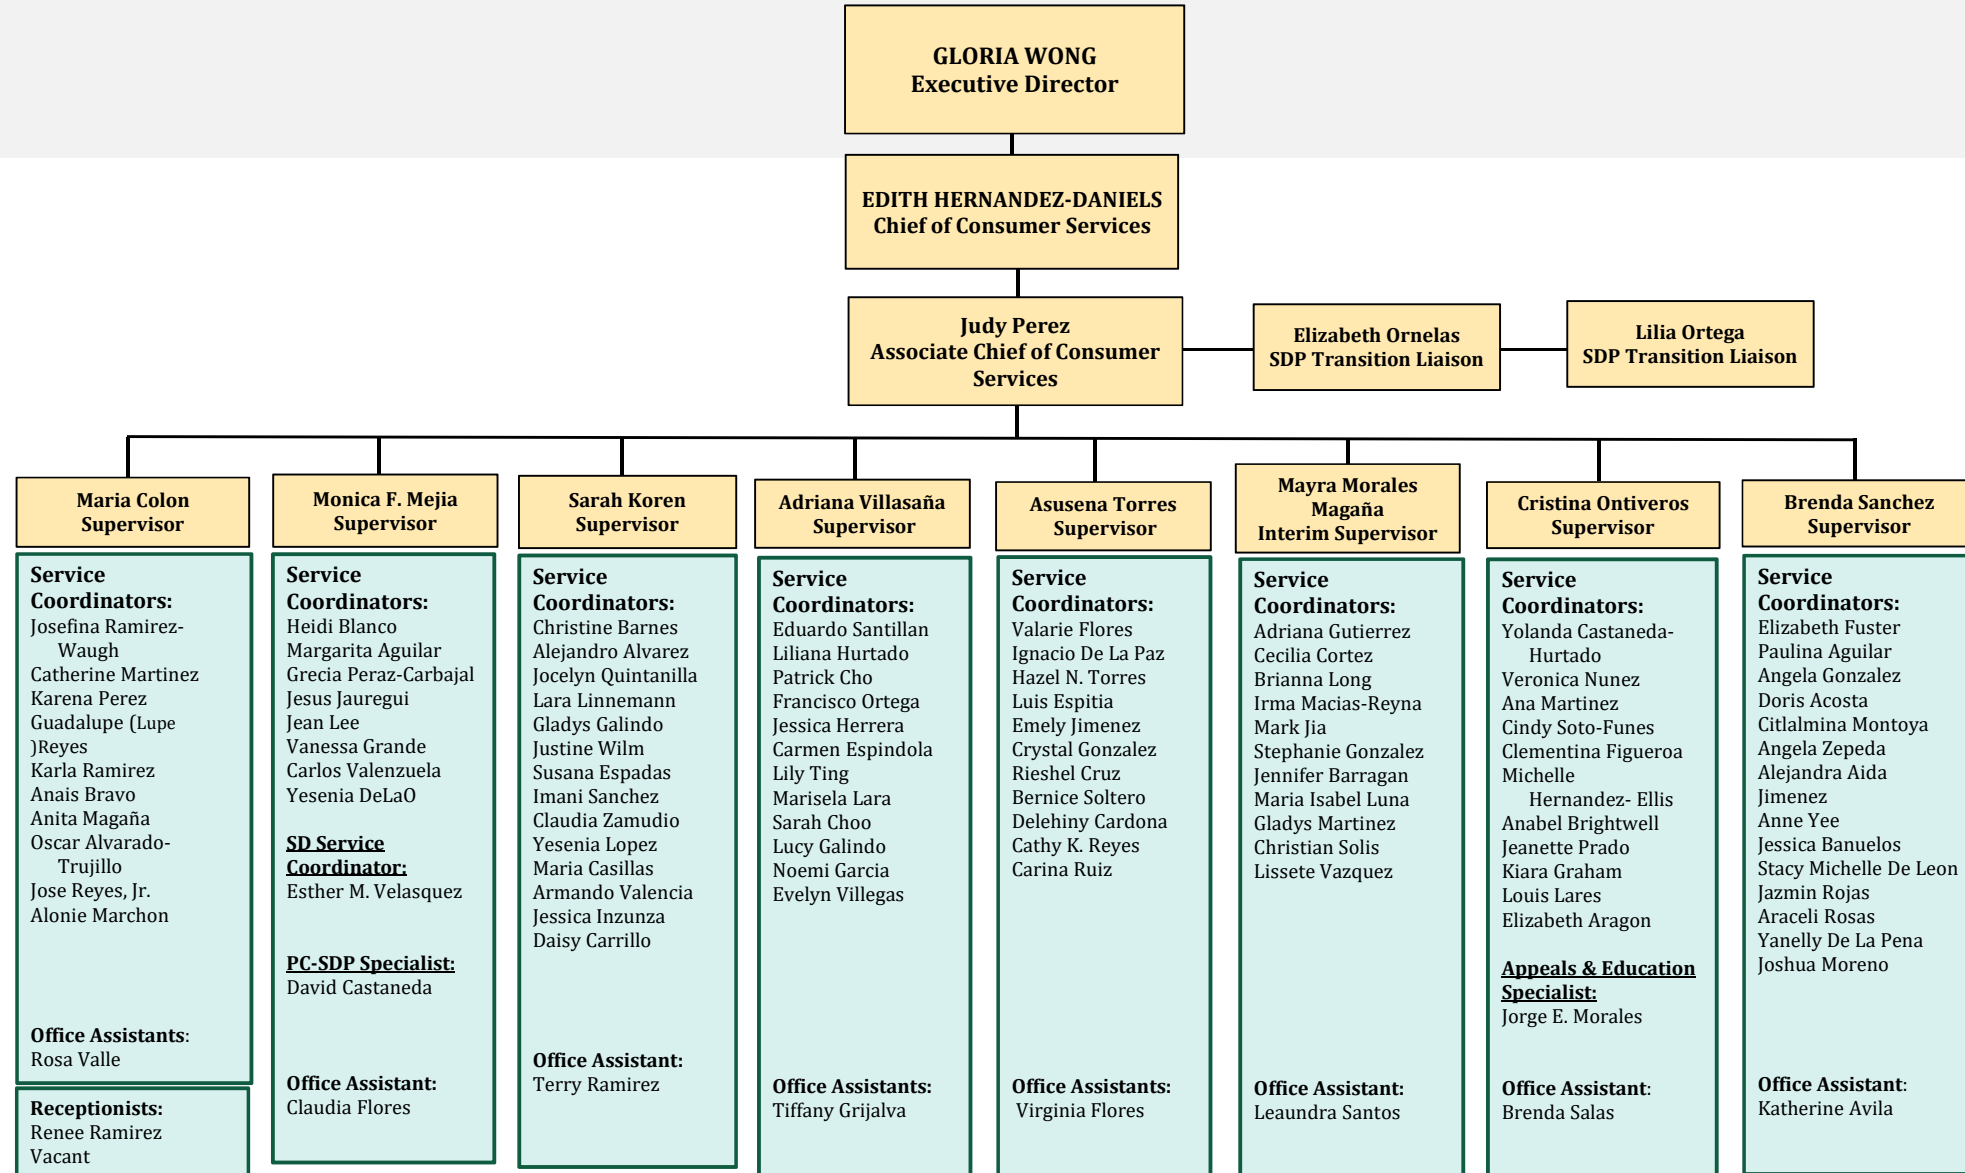 GLORIA WONG
Executive Director
EDITH HERNANDEZ-DANIELS
Chief of Consumer Services
Judy Perez
Associate Chief of Consumer
Services
Elizabeth Ornelas
SDP Transition Liaison
Lilia Ortega
SDP Transition Liaison
Maria Colon
Supervisor
Service
Coordinators:
Josefina Ramirez-
Waugh
Catherine Martinez
Karena Perez
Guadalupe (Lupe
)Reyes
Karla Ramirez
Anais Bravo
Anita Magaña
Oscar Alvarado-
Trujillo
Jose Reyes, Jr.
Alonie Marchon
Office Assistants:
Rosa Valle
Receptionists:
Renee Ramirez
Vacant
Monica F. Mejia
Supervisor
Service
Coordinators:
Heidi Blanco
Margarita Aguilar
Grecia Peraz-Carbajal
Jesus Jauregui
Jean Lee
Vanessa Grande
Carlos Valenzuela
Yesenia DeLaO
SD Service
Coordinator:
Esther M. Velasquez
PC-SDP Specialist:
David Castaneda
Office Assistant:
Claudia Flores
Sarah Koren
Supervisor
Service
Coordinators:
Christine Barnes
Alejandro Alvarez
Jocelyn Quintanilla
Lara Linnemann
Gladys Galindo
Justine Wilm
Susana Espadas
Imani Sanchez
Claudia Zamudio
Yesenia Lopez
Maria Casillas
Armando Valencia
Jessica Inzunza
Daisy Carrillo
Office Assistant:
Terry Ramirez
Adriana Villasaña
Supervisor
Service
Coordinators:
Eduardo Santillan
Liliana Hurtado
Patrick Cho
Francisco Ortega
Jessica Herrera
Carmen Espindola
Lily Ting
Marisela Lara
Sarah Choo
Lucy Galindo
Noemi Garcia
Evelyn Villegas
Office Assistants:
Tiffany Grijalva
Asusena Torres
Supervisor
Service
Coordinators:
Valarie Flores
Ignacio De La Paz
Hazel N. Torres
Luis Espitia
Emely Jimenez
Crystal Gonzalez
Rieshel Cruz
Bernice Soltero
Delehiny Cardona
Cathy K. Reyes
Carina Ruiz
Office Assistants:
Virginia Flores
Mayra Morales
Magaña
Interim Supervisor
Service
Coordinators:
Adriana Gutierrez
Cecilia Cortez
Brianna Long
Irma Macias-Reyna
Mark Jia
Stephanie Gonzalez
Jennifer Barragan
Maria Isabel Luna
Gladys Martinez
Christian Solis
Lissete Vazquez
Office Assistant:
Leaundra Santos
Cristina Ontiveros
Supervisor
Service
Coordinators:
Yolanda Castaneda-
Hurtado
Veronica Nunez
Ana Martinez
Cindy Soto-Funes
Clementina Figueroa
Michelle
Hernandez- Ellis
Anabel Brightwell
Jeanette Prado
Kiara Graham
Louis Lares
Elizabeth Aragon
Appeals & Education
Specialist:
Jorge E. Morales
Office Assistant:
Brenda Salas
Brenda Sanchez
Supervisor
Service
Coordinators:
Elizabeth Fuster
Paulina Aguilar
Angela Gonzalez
Doris Acosta
Citlalmina Montoya
Angela Zepeda
Alejandra Aida
Jimenez
Anne Yee
Jessica Banuelos
Stacy Michelle De Leon
Jazmin Rojas
Araceli Rosas
Yanelly De La Pena
Joshua Moreno
Office Assistant:
Katherine Avila